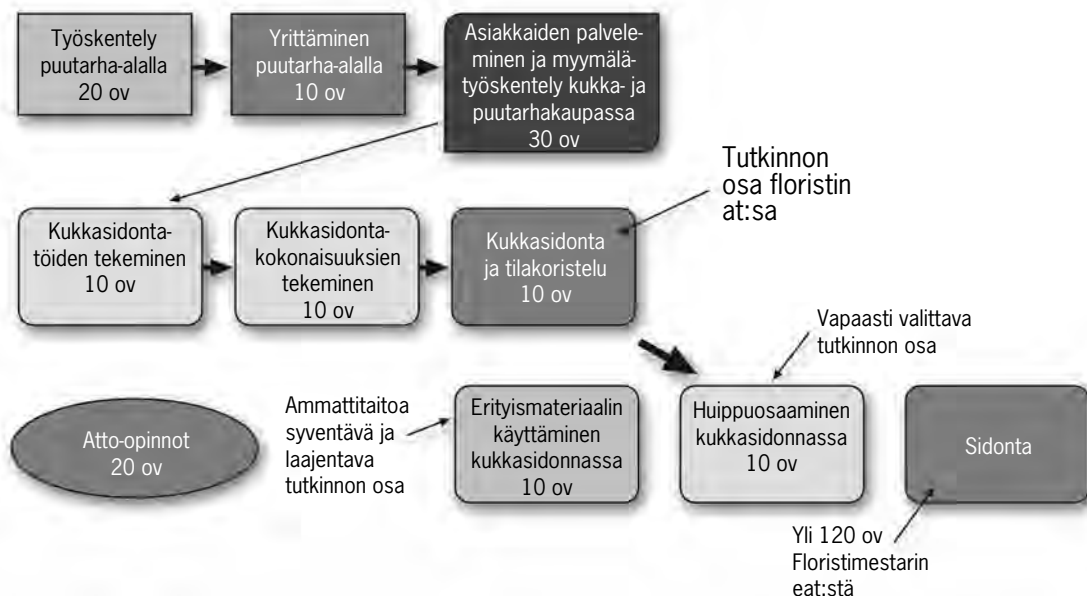 Työskentely
puutarha-alalla
20 ov
Yrittäminen
puutarha-alalla
10 ov
Asiakkaiden palvele-
minen ja myymälä-
työskentely kukka- ja
puutarhakaupassa
30 ov
Tutkinnon
osa floristin
at:sa
Kukkasidonta-
töiden tekeminen
10 ov
Kukkasidonta-
kokonaisuuksien
tekeminen
10 ov
Kukkasidonta
ja tilakoristelu
10 ov
Vapaasti valittava
tutkinnon osa
Atto-opinnot
20 ov
Ammattitaitoa
syventävä ja
laajentava
tutkinnon osa
Erityismateriaalin
käyttäminen
kukkasidonnassa
10 ov
Huippuosaaminen
kukkasidonnassa
10 ov
Sidonta
Yli 120 ov
Floristimestarin
eat:stä